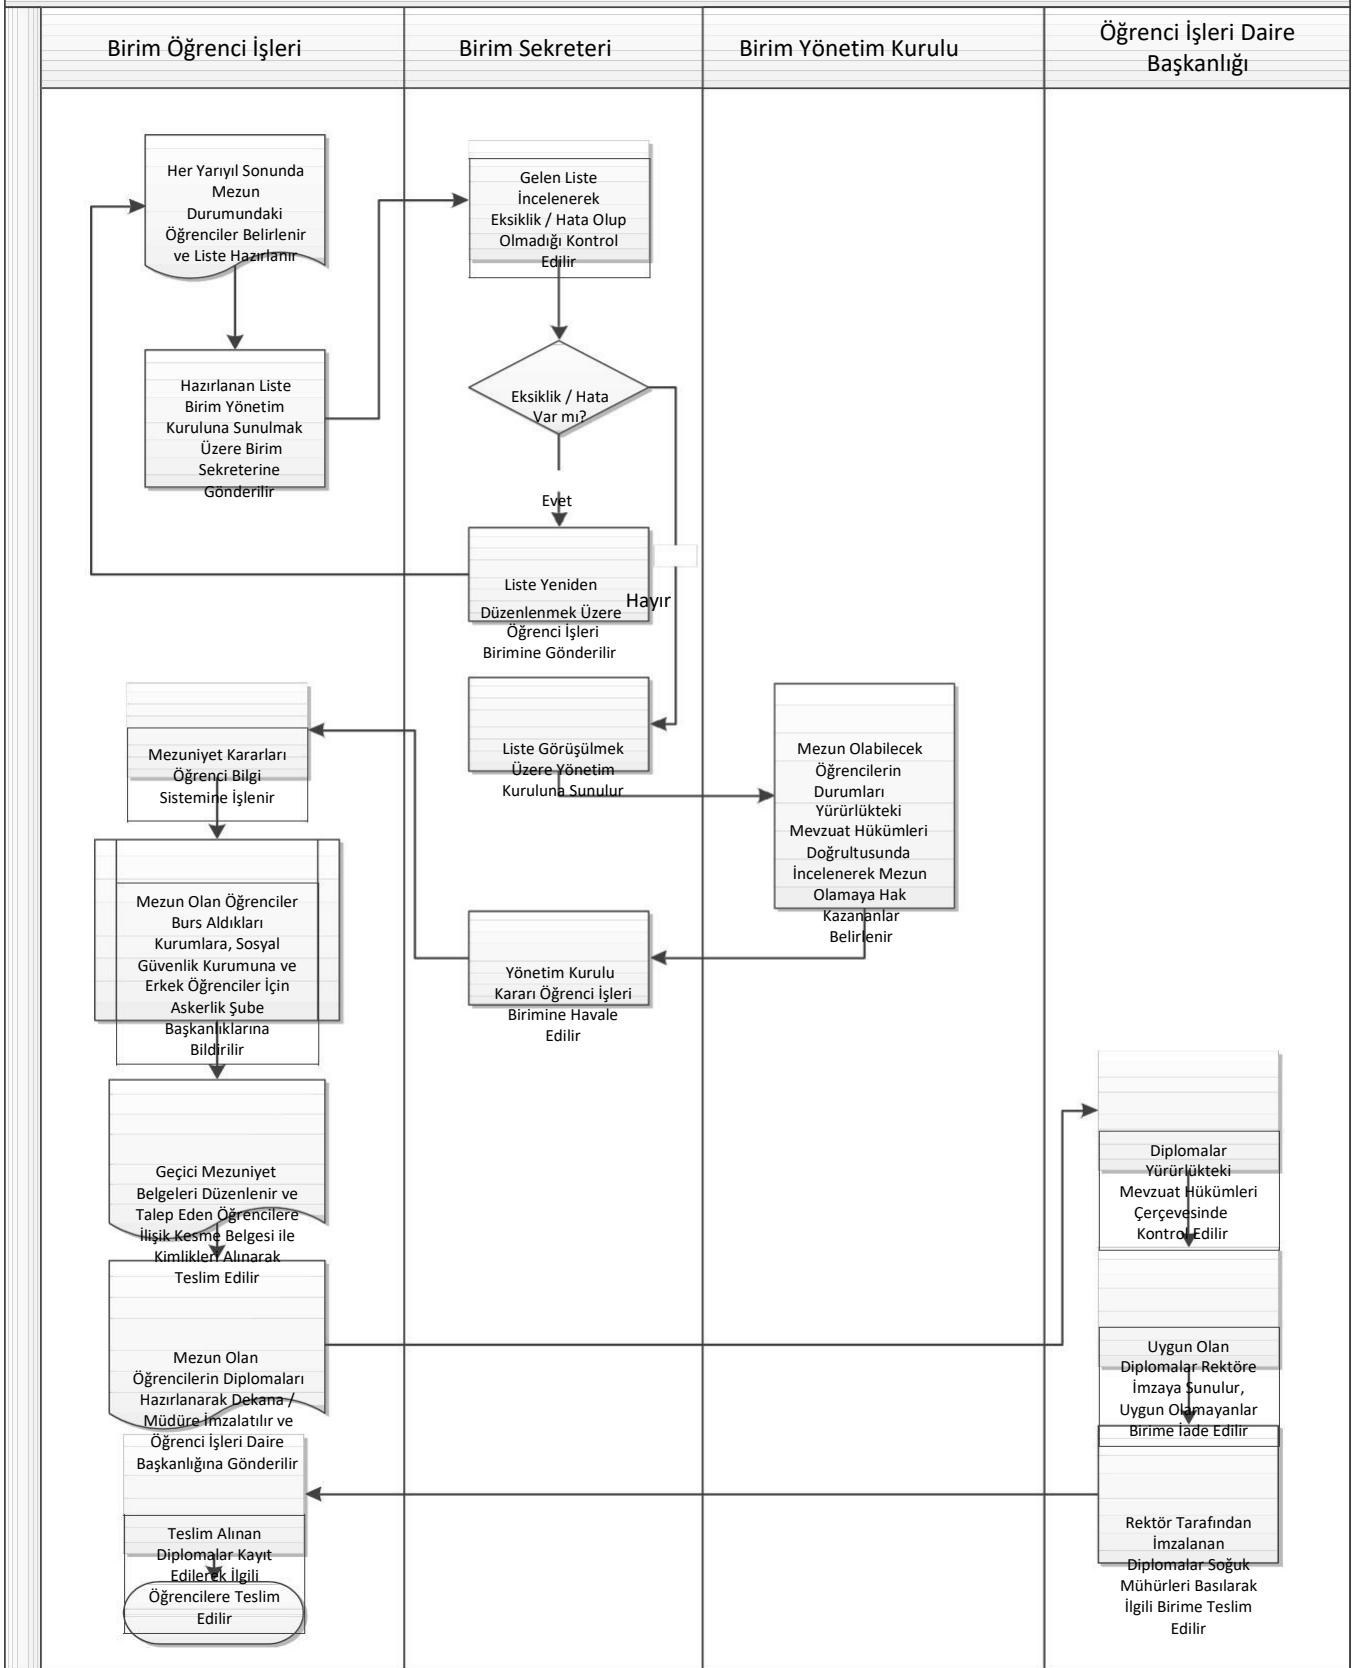 Birim Öğrenci İşleri
Birim Sekreteri
Birim Yönetim Kurulu
Öğrenci İşleri Daire
Başkanlığı
Her Yarıyıl Sonunda
Mezun
Durumundaki
Öğrenciler Belirlenir
ve Liste Hazırlanır
Hazırlanan Liste
Birim Yönetim
Kuruluna Sunulmak
Üzere Birim
Sekreterine
Gönderilir
Gelen Liste
İncelenerek
Eksiklik / Hata Olup
Olmadığı Kontrol
Edilir
Eksiklik / Hata
Var mı?
Evet
Liste Yeniden
Düzenlenmek Üzere
Öğrenci İşleri
Birimine Gönderilir
Hayır
Liste Görüşülmek
Üzere Yönetim
Kuruluna Sunulur
Mezun Olabilecek
Öğrencilerin
Durumları
Yürürlükteki
Mevzuat Hükümleri
Doğrultusunda
İncelenerek Mezun
Olamaya Hak
Kazananlar
Belirlenir
Yönetim Kurulu
Kararı Öğrenci İşleri
Birimine Havale
Edilir
Mezuniyet Kararları
Öğrenci Bilgi
Sistemine İşlenir
Mezun Olan Öğrenciler
Burs Aldıkları
Kurumlara, Sosyal
Güvenlik Kurumuna ve
Erkek Öğrenciler İçin
Askerlik Şube
Başkanlıklarına
Bildirilir
Geçici Mezuniyet
Belgeleri Düzenlenir ve
Talep Eden Öğrencilere
İlişik Kesme Belgesi ile
Kimlikleri Alınarak
Teslim Edilir
Mezun Olan
Öğrencilerin Diplomaları
Hazırlanarak Dekana /
Müdüre İmzalatılır ve
Öğrenci İşleri Daire
Başkanlığına Gönderilir
Diplomalar
Yürürlükteki
Mevzuat Hükümleri
Çerçevesinde
Kontrol Edilir
Uygun Olan
Diplomalar Rektöre
İmzaya Sunulur,
Uygun Olamayanlar
Birime İade Edilir
Rektör Tarafından
İmzalanan
Diplomalar Soğuk
Mühürleri Basılarak
İlgili Birime Teslim
Edilir
Teslim Alınan
Diplomalar Kayıt
Edilerek İlgili
Öğrencilere Teslim
Edilir